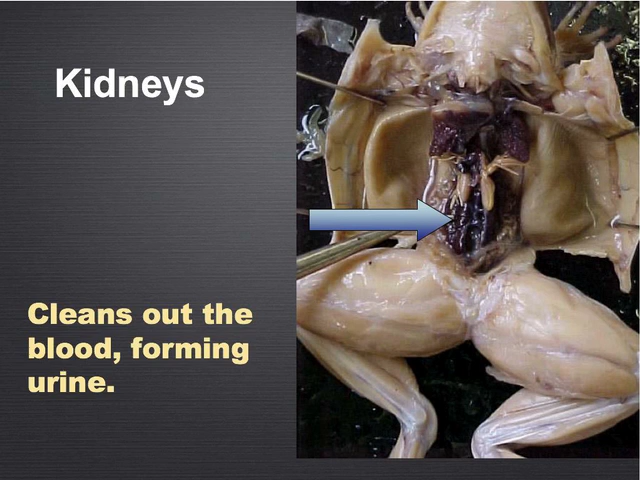 Kidneys
Cleans out the
blood, forming
urine.